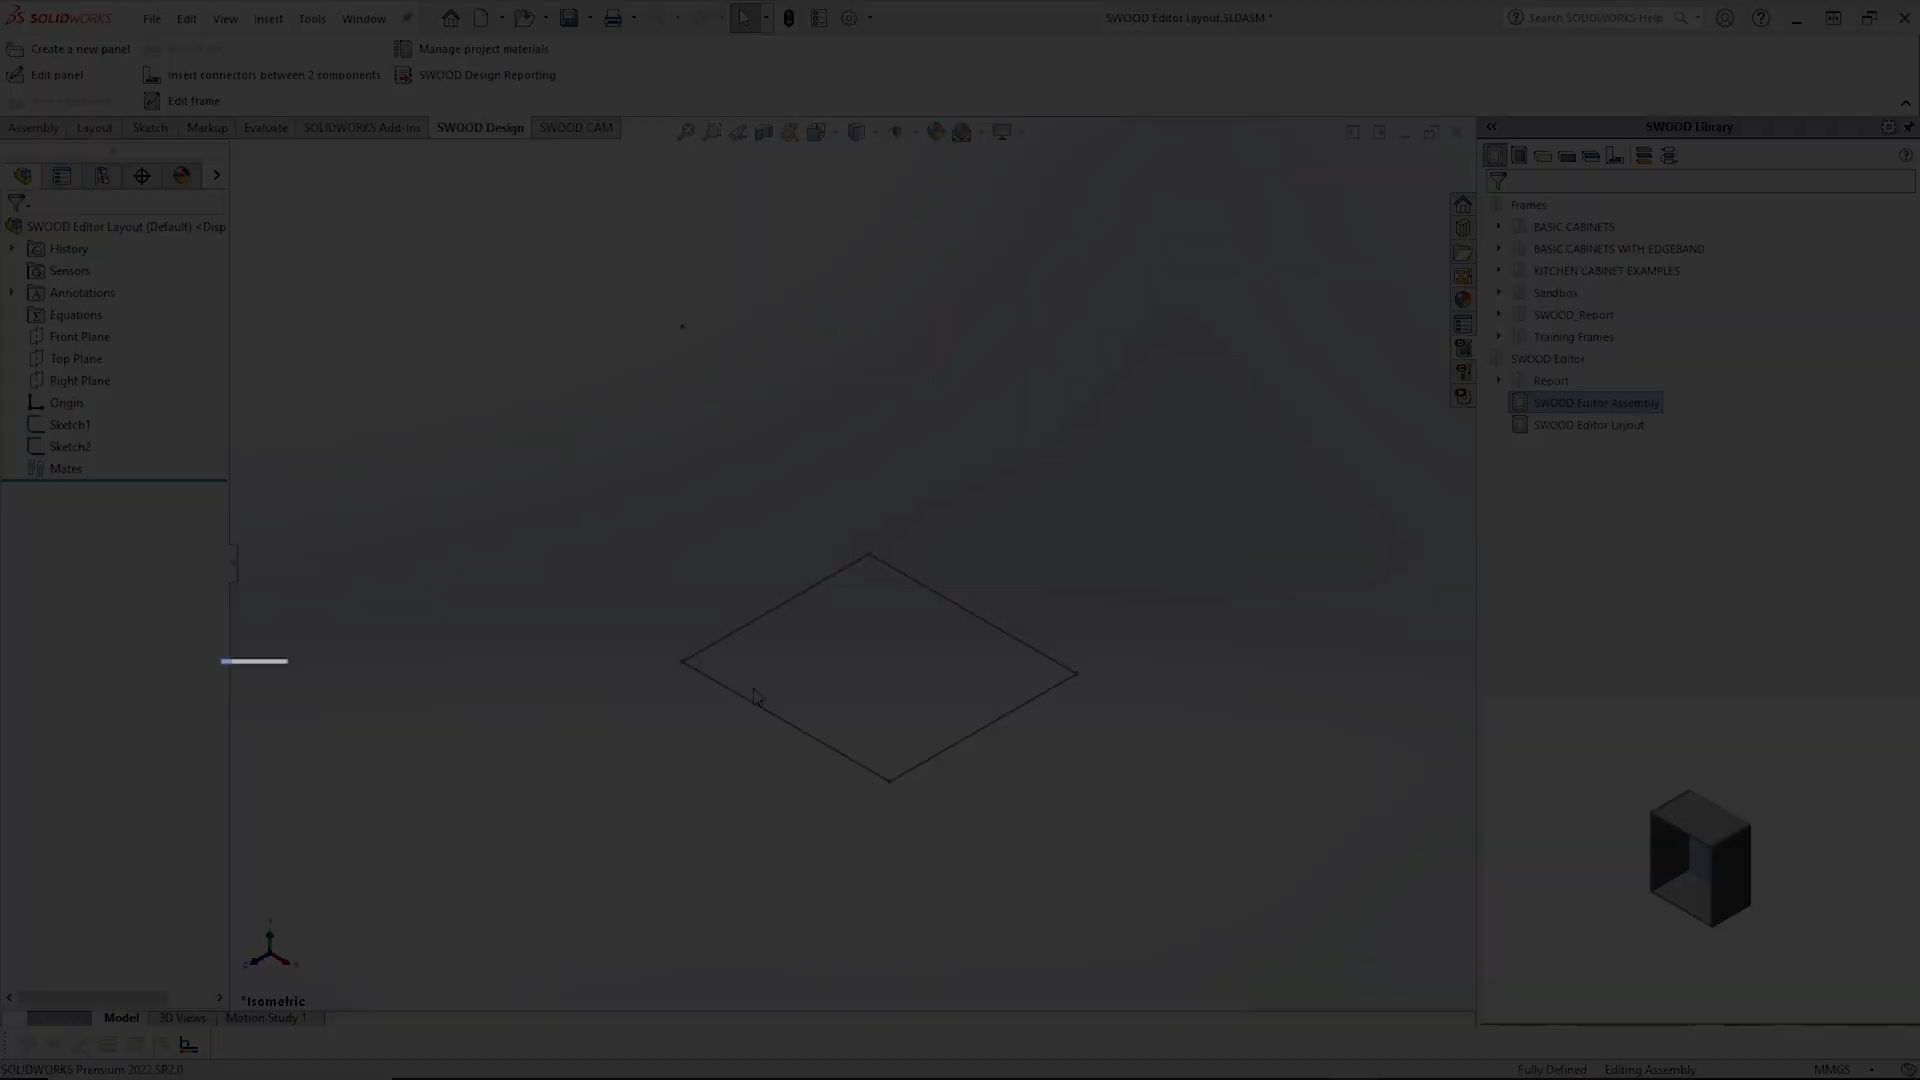 SOLIDWORKS File Edit View Insert Tools Window SWOOD Editor Layout.SLDASM * Search SOLIDWORKS Help
Create a new panel
Manage project materials
Edit panel
Insert connectors between 2 components
SWOOD Design Reporting
Edit frame
Assembly Layout Sketch Markup Evaluate SOLIDWORKS Add-Ins SWOOD Design SWOOD CAM
SWOOD Editor Layout (Default) <Disp
History
Sensors
Annotations
Equations
Front Plane
Top Plane
Right Plane
Origin
Sketch1
Sketch2
Mates
SWOOD Library
Frames
BASIC CABINETS
BASIC CABINETS WITH EDGEBAND
KITCHEN CABINET EXAMPLES
Sandbox
SWOOD_Report
Training Frames
SWOOD Editor
Report
SWOOD Editor Assembly
SWOOD Editor Layout
*Isometric
Model 3D Views Motion Study 1
SOLIDWORKS Premium 2022 SP2.0
Fully Defined Editing Assembly MMGS